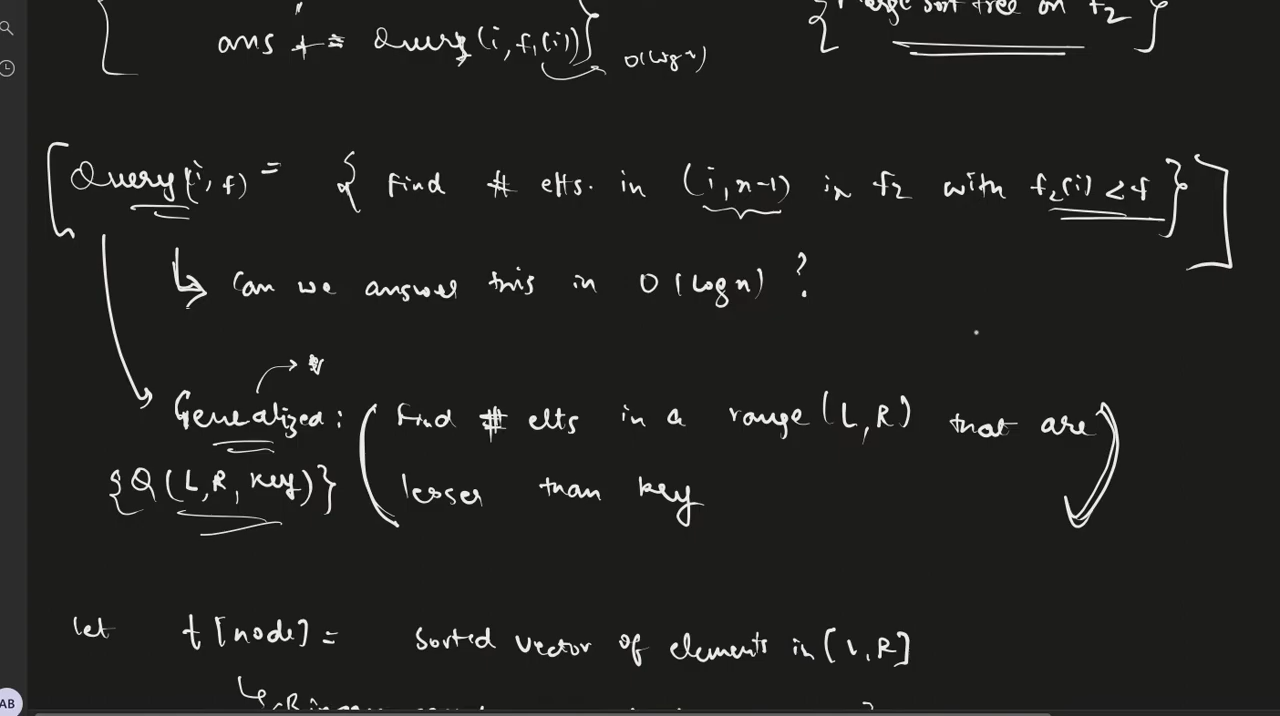 ans += Query(i, f₁(i))} O(log n)
{Merge sort tree on f₂}
[Query(i, f) = { Find # elts. in (i, n-1) in f₂ with f₂(i) < f }]
↳ Can we answer this in O(log n) ?
Generalized: (Find # elts in a range (L, R) that are
{Q (L, R, key)} lesser than key
let t[node] = Sorted vector of elements in [L, R]
AB